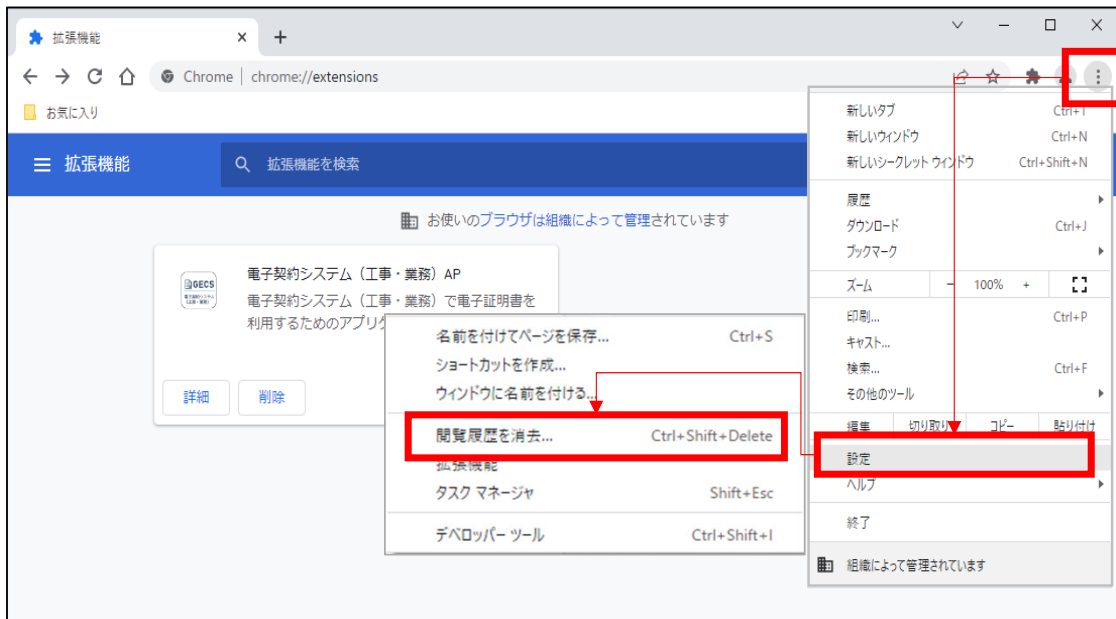 拡張機能
Chrome | chrome://extensions
お気に入り
拡張機能
拡張機能を検索
お使いのブラウザは組織によって管理されています
GECS
電子契約システム（工事・業務）AP
電子契約システム（工事・業務）で電子証明書を
利用するためのアプリ
詳細
削除
新しいタブ Ctrl+T
新しいウィンドウ Ctrl+N
新しいシークレット ウィンドウ Ctrl+Shift+N
履歴
ダウンロード Ctrl+J
ブックマーク
ズーム - 100% +
印刷... Ctrl+P
キャスト...
検索... Ctrl+F
その他のツール
編集 切り取り コピー 貼り付け
設定
ヘルプ
終了
組織によって管理されています
名前を付けてページを保存... Ctrl+S
ショートカットを作成...
ウィンドウに名前を付ける...
閲覧履歴を消去... Ctrl+Shift+Delete
拡張機能
タスク マネージャ Shift+Esc
デベロッパー ツール Ctrl+Shift+I